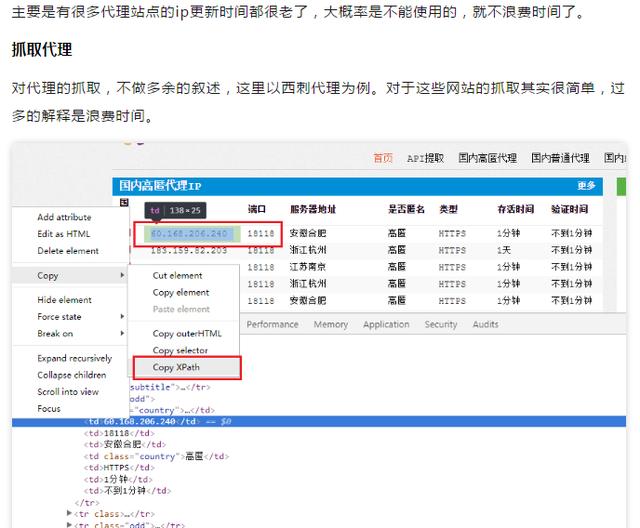 主要是有很多代理站点的ip更新时间都很老了，大概率是不能使用的，就不浪费时间了。
抓取代理
对代理的抓取，不做多余的叙述，这里以西刺代理为例。对于这些网站的抓取其实很简单，过
多的解释是浪费时间。
首页 API提取 国内高匿代理 国内普通代理 国内
国内高匿代理IP 更多
国
td 138×25
端口 服务器地址 是否匿名 类型 存活时间 验证时间
60.168.206.240 18118 安徽合肥 高匿 HTTPS 1分钟 不到1分钟
183.159.82.203 18118 浙江杭州 高匿 HTTPS 1天 不到1分钟
18118 江苏南京 高匿 HTTPS 1分钟 不到1分钟
18118 浙江杭州 高匿 HTTPS 1分钟 不到1分钟
18118 安徽合肥 高匿 HTTPS 1分钟 不到1分钟
Add attribute
Edit as HTML
Delete element
Copy
Hide element
Force state
Break on
Expand recursively
Collapse children
Scroll into view
Focus
Cut element
Copy element
Paste element
Copy outerHTML
Copy selector
Copy XPath
Performance Memory Application Security Audits
subtitle">…</tr>
odd">
="country">…</td>
<td>60.168.206.240</td> == $0
<td>18118</td>
<td>安徽合肥</td>
<td class="country">高匿</td>
<td>HTTPS</td>
<td>1分钟</td>
<td>不到1分钟</td>
</tr>
<tr class>…</tr>
<tr class="odd">…</tr>